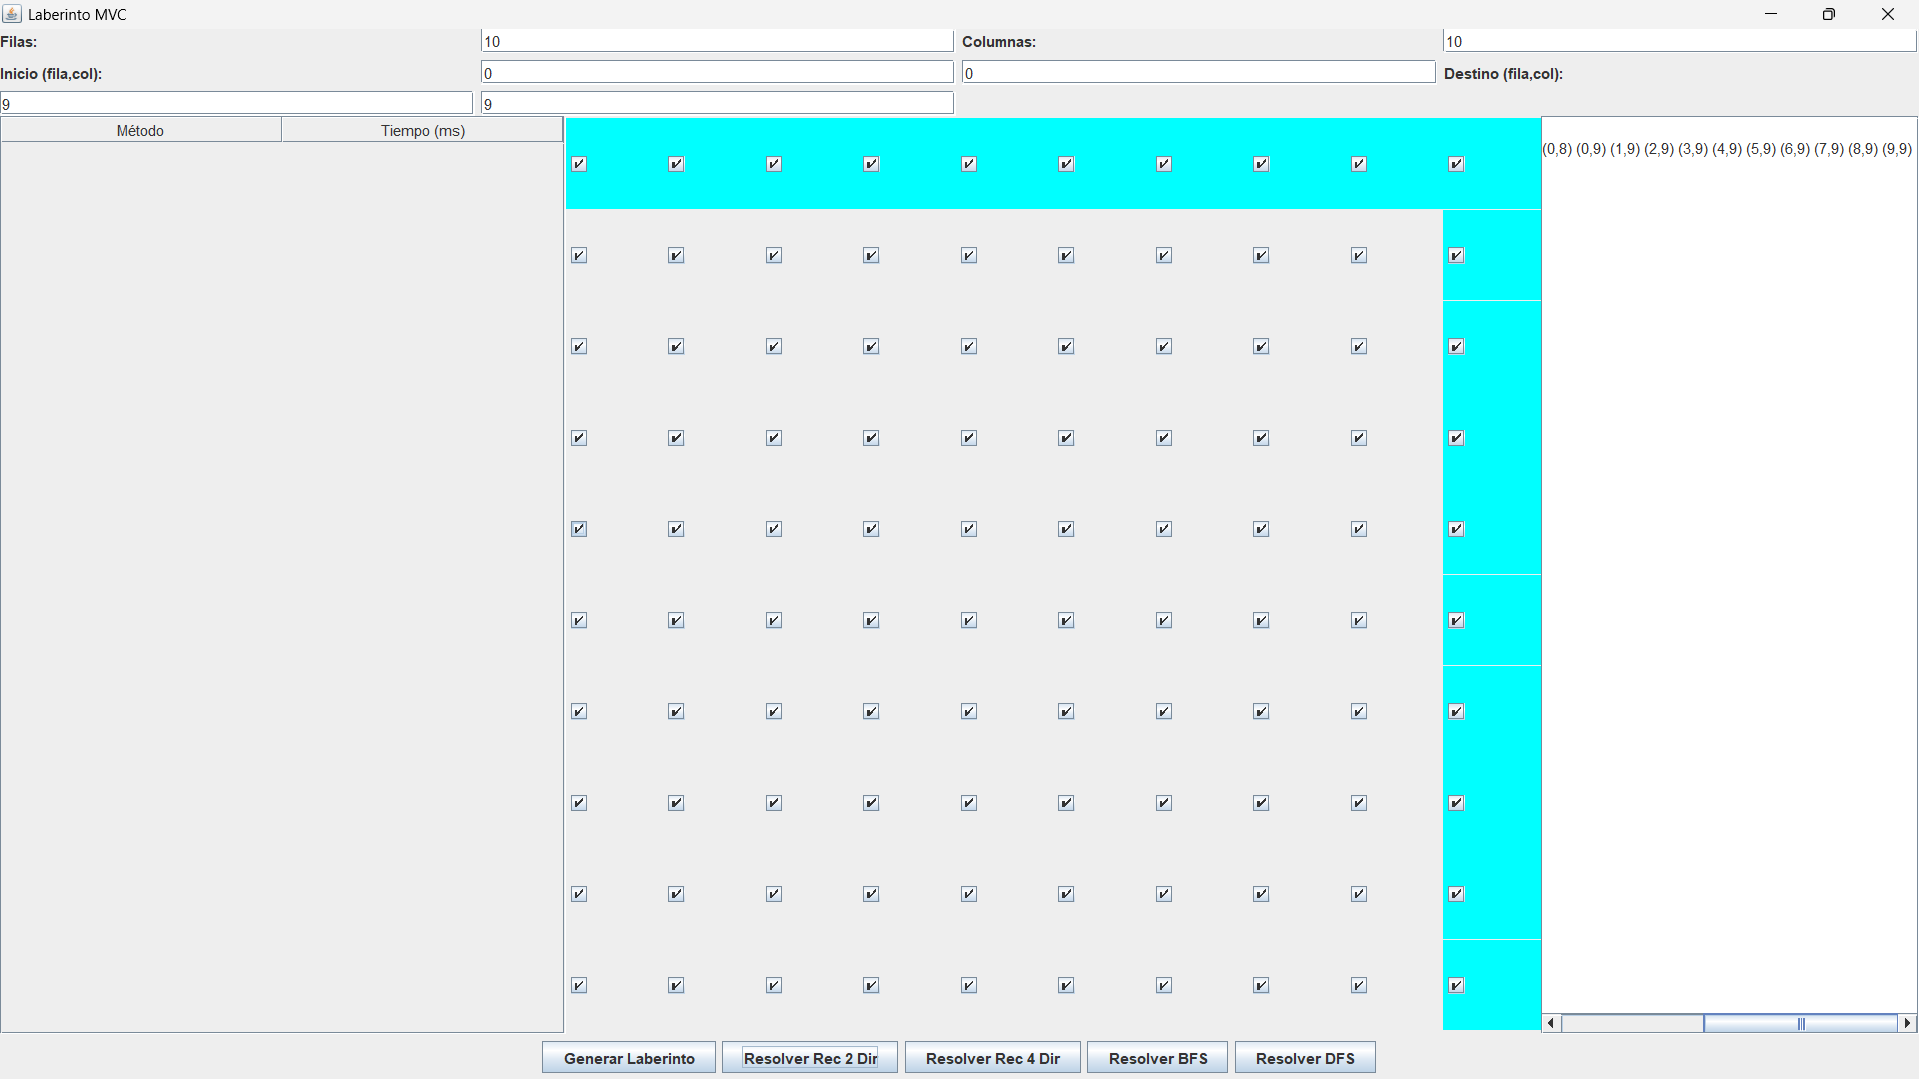 Laberinto MVC
Filas: 10 Columnas: 10
Inicio (fila,col): 0 0 Destino (fila,col):
9 9
Método Tiempo (ms)
(0,8) (0,9) (1,9) (2,9) (3,9) (4,9) (5,9) (6,9) (7,9) (8,9) (9,9)
Generar Laberinto Resolver Rec 2 Dir Resolver Rec 4 Dir Resolver BFS Resolver DFS